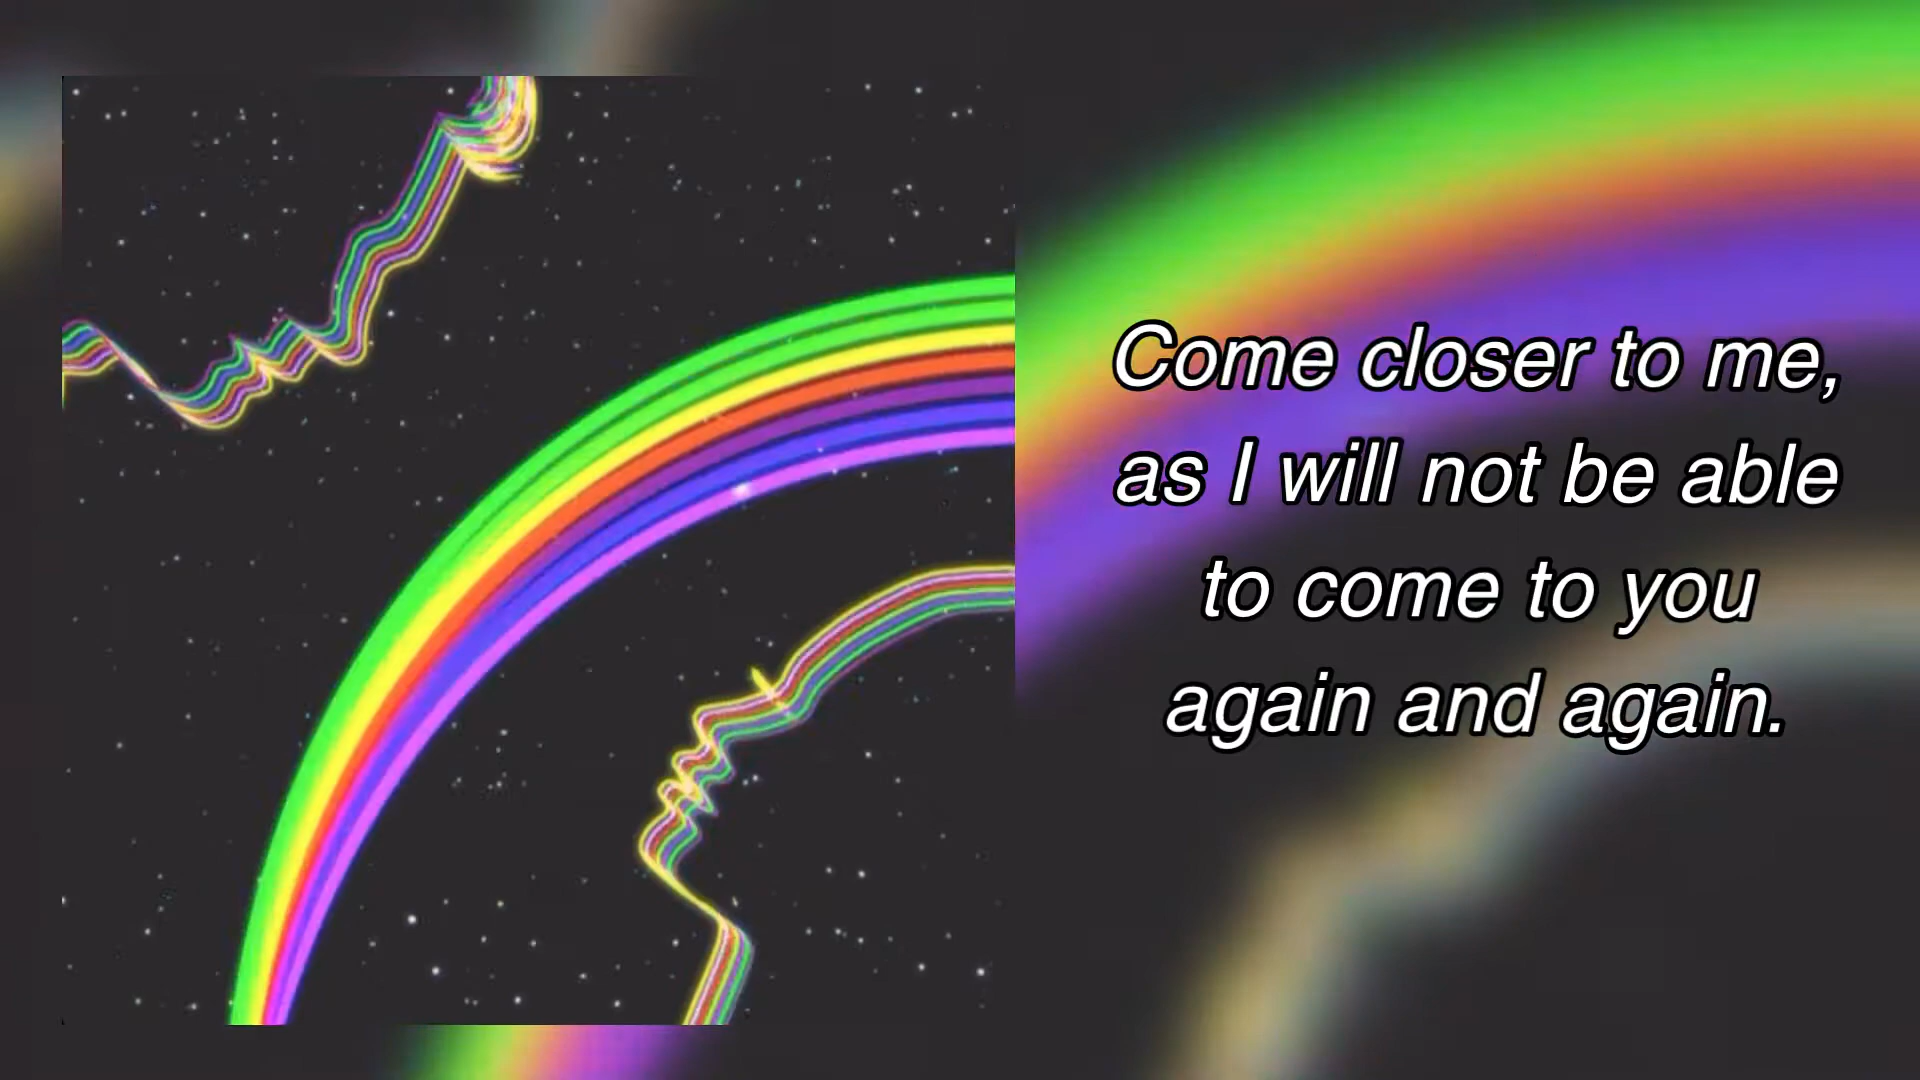 Come closer to me,
as I will not be able
to come to you
again and again.